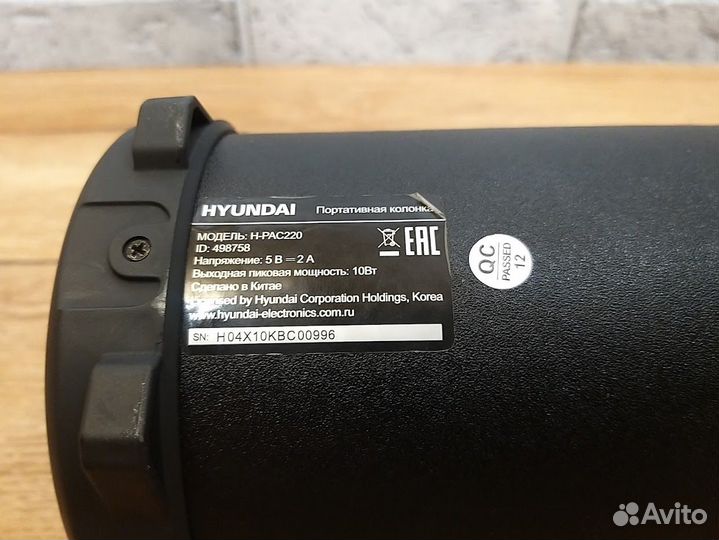 HYUNDAI Портативная колонка
МОДЕЛЬ: H-PAC220
ID: 498758
Напряжение: 5 В = 2 А
Выходная пиковая мощность: 10Вт
Сделано в Китае
Licensed by Hyundai Corporation Holdings, Korea
www.hyundai-electronics.com.ru
SN: H04X10KBC00996
EAC
QC
PASSED
12
Avito